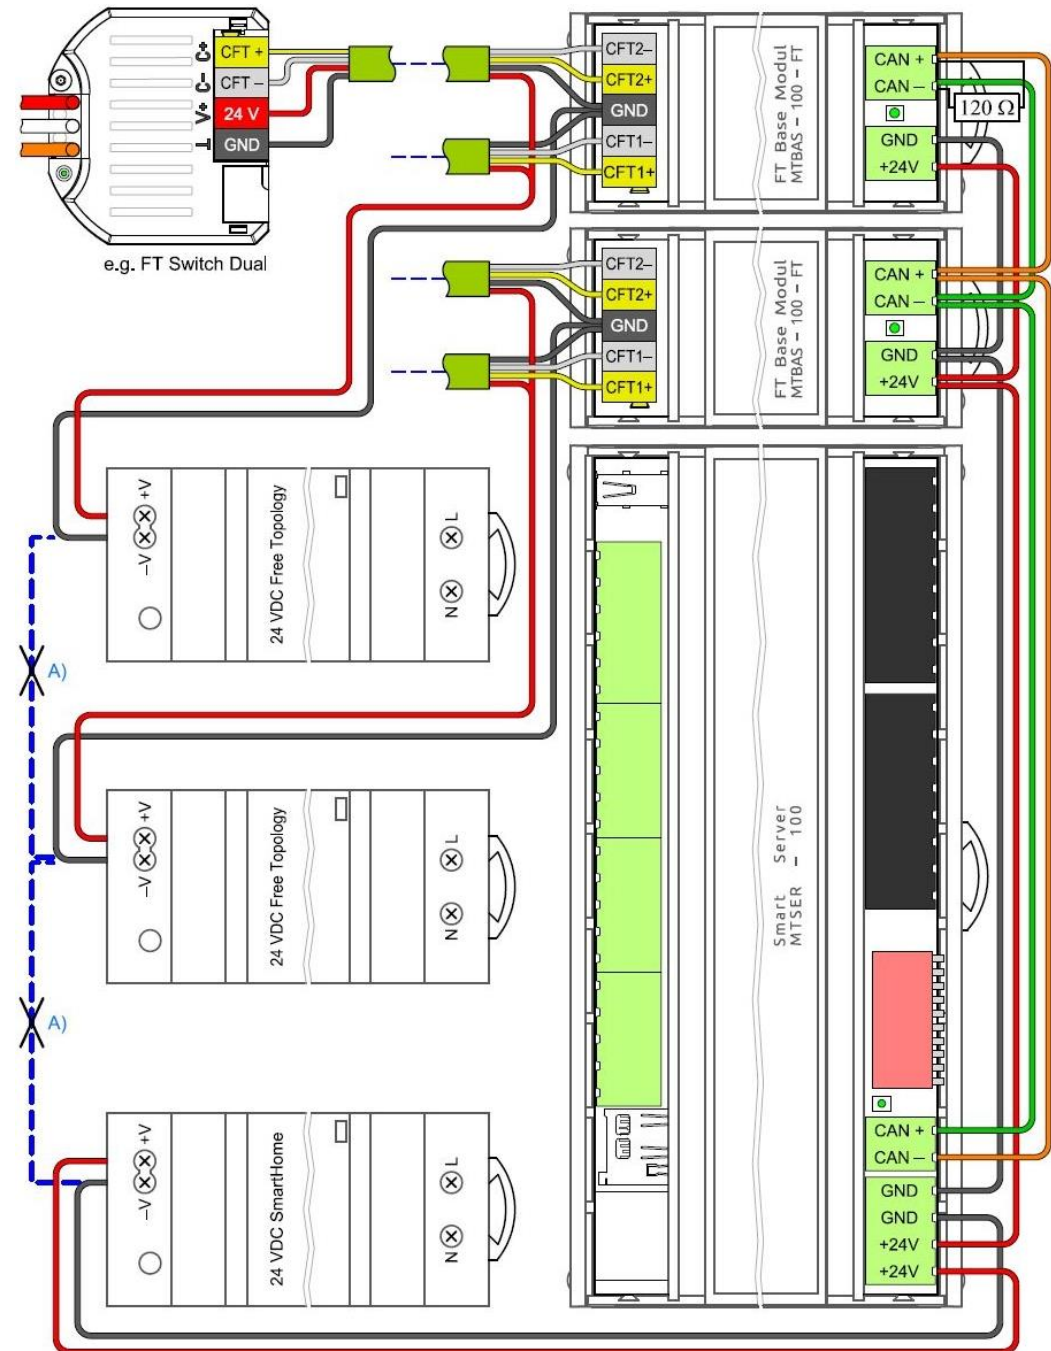 C+
CFT +
C–
CFT –
V+
24 V
⊥
GND
e.g. FT Switch Dual
CFT2–
CFT2+
GND
CFT1–
CFT1+
FT Base Modul
MTBAS – 100 – FT
CAN +
CAN –
120 Ω
GND
+24V
CFT2–
CFT2+
GND
CFT1–
CFT1+
FT Base Modul
MTBAS – 100 – FT
CAN +
CAN –
GND
+24V
+V
–V
24 VDC Free Topology
L
N
A)
+V
–V
24 VDC Free Topology
L
N
A)
+V
–V
24 VDC SmartHome
L
N
Smart Server
MTSER – 100
CAN +
CAN –
GND
GND
+24V
+24V